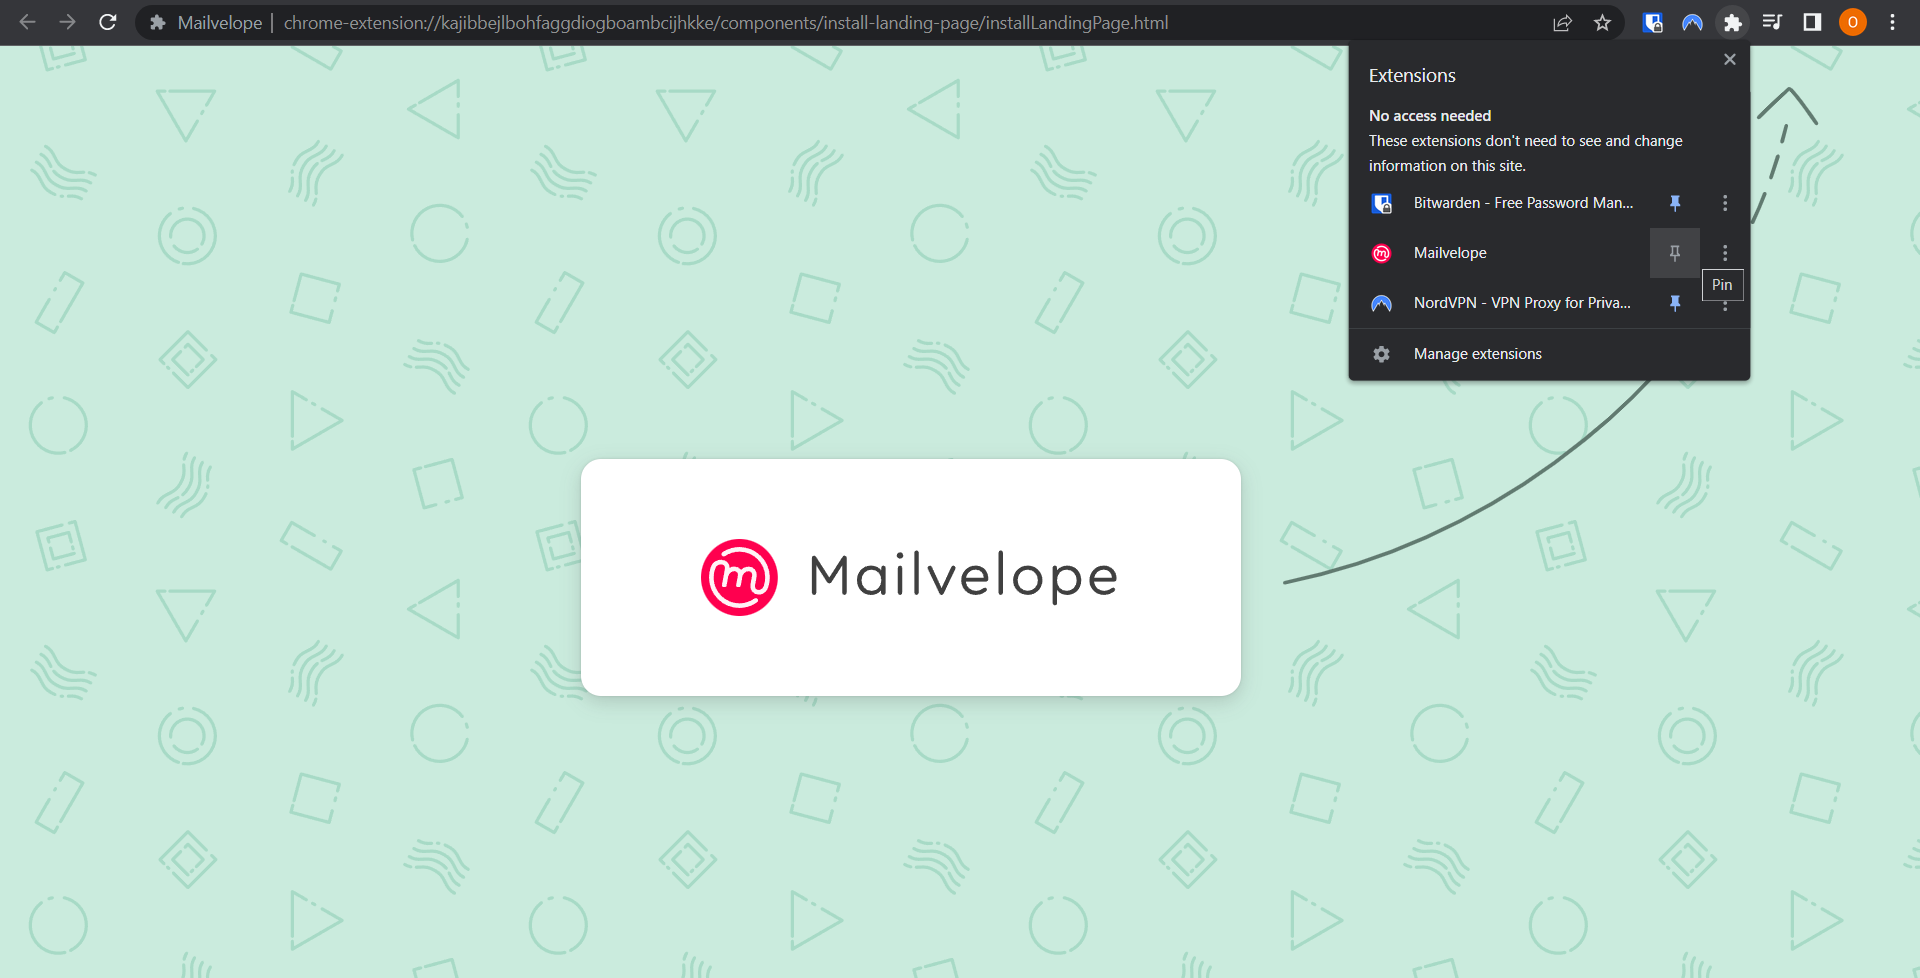 Mailvelope | chrome-extension://kajibbejlbohfaggdiogboambcijhkke/components/install-landing-page/installLandingPage.html
O
Extensions
No access needed
These extensions don't need to see and change
information on this site.
Bitwarden - Free Password Man...
Mailvelope
Pin
NordVPN - VPN Proxy for Priva...
Manage extensions
m Mailvelope